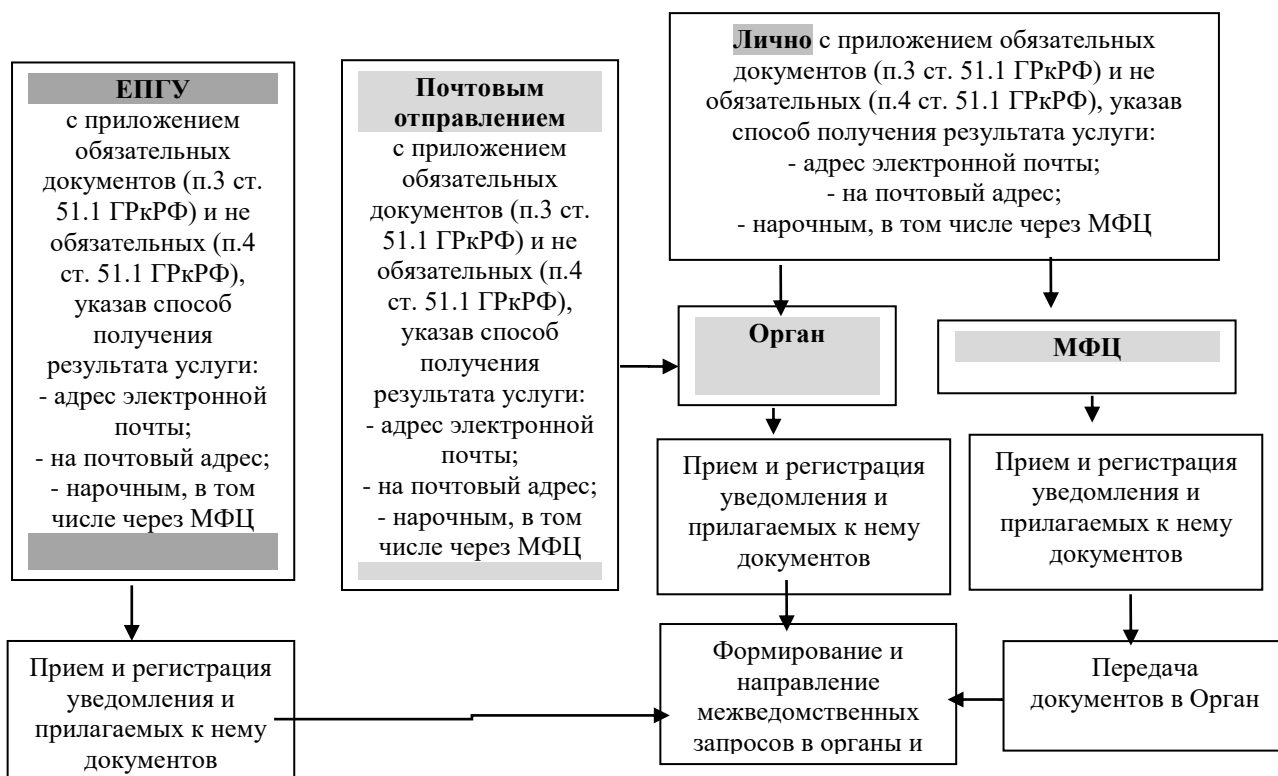 ЕПГУ
с приложением
обязательных
документов (п.3 ст.
51.1 ГРкРФ) и не
обязательных (п.4
ст. 51.1 ГРкРФ),
указав способ
получения
результата услуги:
- адрес электронной
почты;
- на почтовый адрес;
- нарочным, в том
числе через МФЦ
Почтовым
отправлением
с приложением
обязательных
документов (п.3 ст.
51.1 ГРкРФ) и не
обязательных (п.4
ст. 51.1 ГРкРФ),
указав способ
получения
результата услуги:
- адрес электронной
почты;
- на почтовый адрес;
- нарочным, в том
числе через МФЦ
Лично с приложением обязательных
документов (п.3 ст. 51.1 ГРкРФ) и не
обязательных (п.4 ст. 51.1 ГРкРФ), указав
способ получения результата услуги:
- адрес электронной почты;
- на почтовый адрес;
- нарочным, в том числе через МФЦ
Орган
МФЦ
Прием и регистрация
уведомления и
прилагаемых к нему
документов
Прием и регистрация
уведомления и
прилагаемых к нему
документов
Прием и регистрация
уведомления и
прилагаемых к нему
документов
Формирование и
направление
межведомственных
запросов в органы и
Передача
документов в Орган